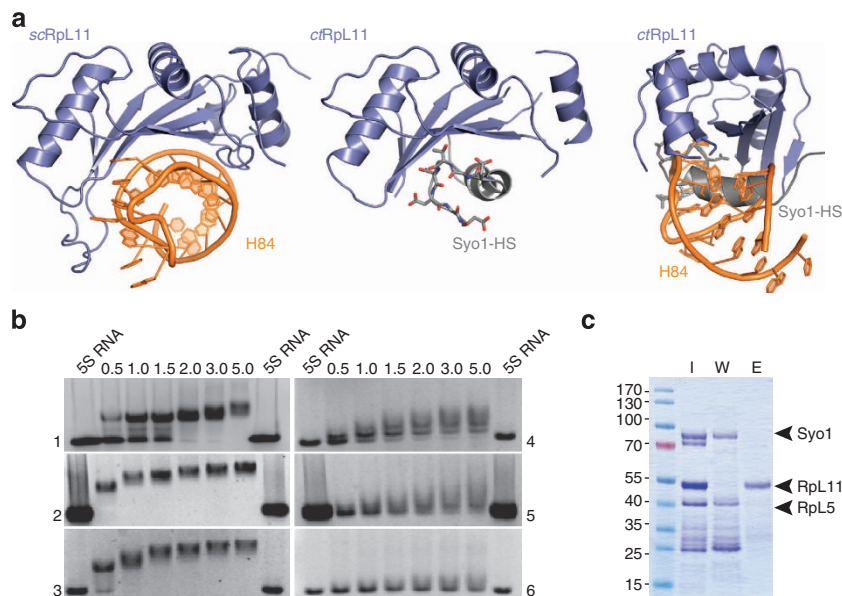 a
scRpL11
ctRpL11
ctRpL11
H84
Syo1-HS
Syo1-HS
H84
b
5S RNA 0.5 1.0 1.5 2.0 3.0 5.0 5S RNA
5S RNA 0.5 1.0 1.5 2.0 3.0 5.0 5S RNA
1
4
2
5
3
6
c
I W E
170
130
100
70
55
40
35
25
15
Syo1
RpL11
RpL5